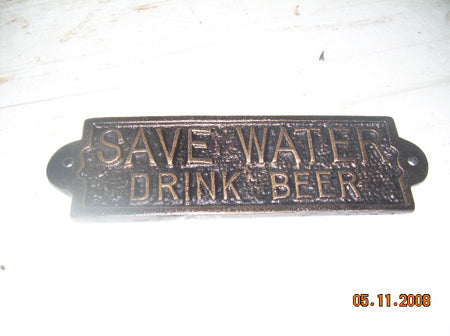 SAVE WATER
DRINK BEER
05.11.2008